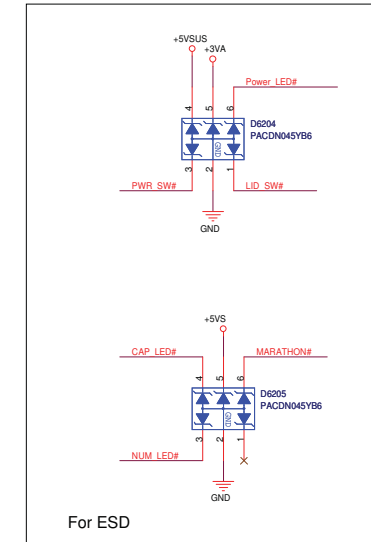 +5VSUS
+3VA
Power_LED#
4 5 6
D6204
PACDN045YB6
GND
3 2 1
PWR_SW# LID_SW#
GND
+5VS
CAP_LED# MARATHON#
4 5 6
D6205
PACDN045YB6
GND
3 2 1
NUM_LED#
GND
For ESD